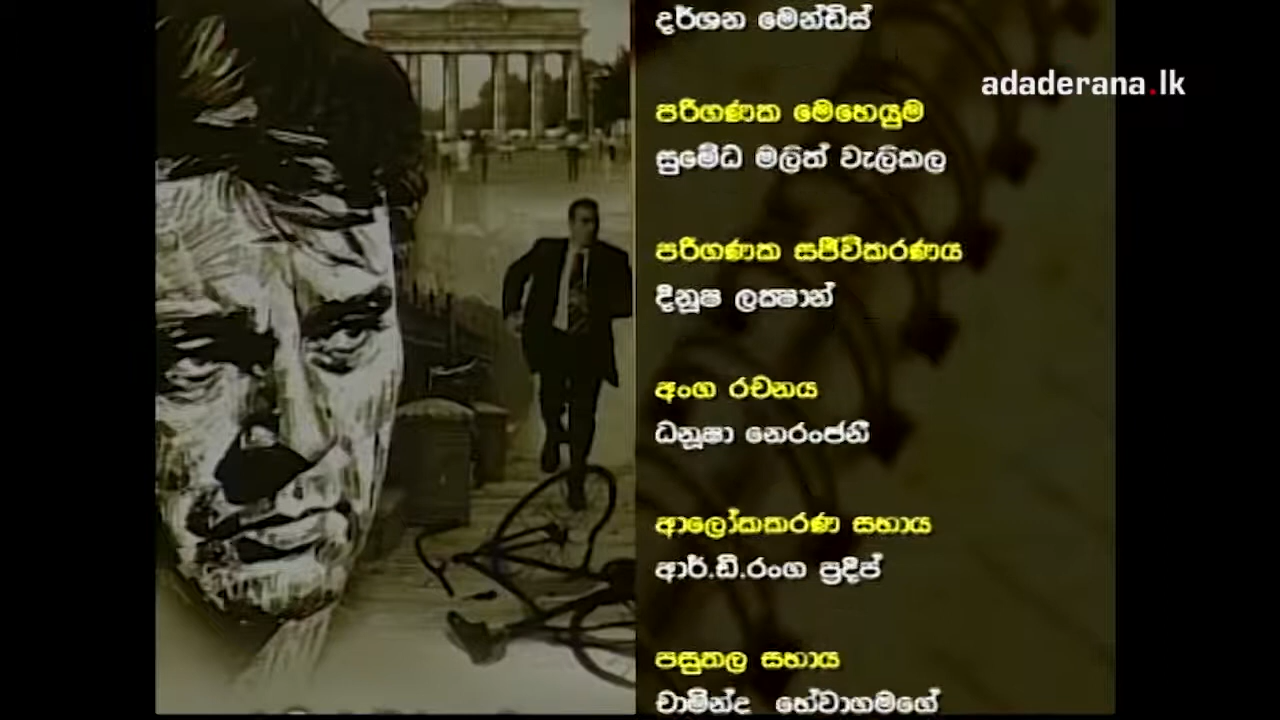 දර්ශන මෙන්ඩිස්
adaderana.lk
පරිගණක මෙහෙයුම
සුමේධ මලිත් වැලිකල
පරිගණක සජීවීකරණය
දිනූෂ ලක්‍ෂාන්
අංග රචනය
ධනූෂා නෙරංජනී
ආලෝකකරණ සහාය
ආර්.ඩී.රංග ප්‍රදීප්
පසුතල සහාය
චාමින්ද හේවාගමගේ